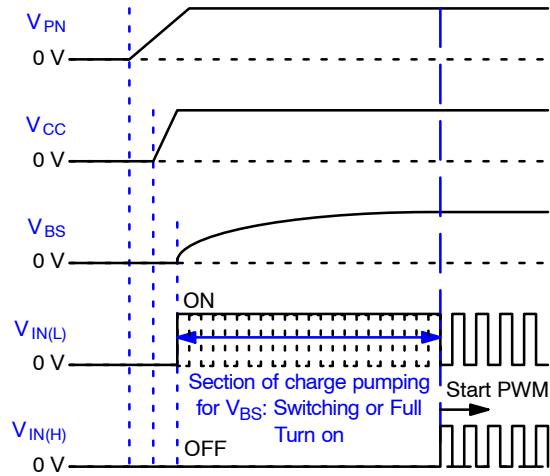 VPN
0 V
VCC
0 V
VBS
0 V
ON
VIN(L)
0 V
Section of charge pumping
for VBS: Switching or Full
Turn on
Start PWM
VIN(H)
OFF
0 V